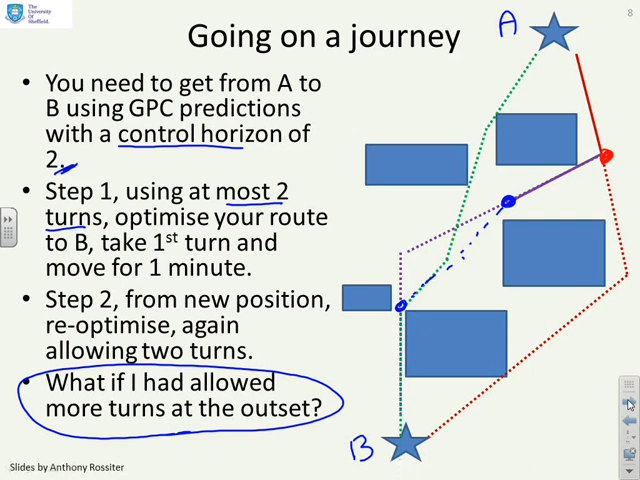 The
University
Of
Sheffield.
8
A
Going on a journey
• You need to get from A to
B using GPC predictions
with a control horizon of
2.
• Step 1, using at most 2
turns, optimise your route
to B, take 1st turn and
move for 1 minute.
• Step 2, from new position,
re-optimise, again
allowing two turns.
• What if I had allowed
more turns at the outset?
B
Slides by Anthony Rossiter